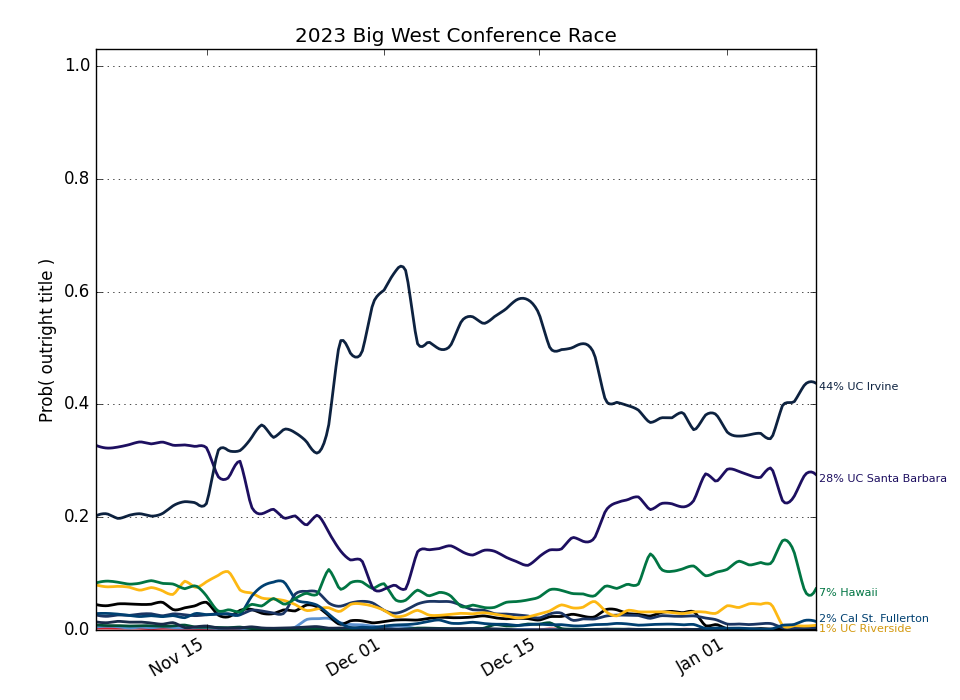 2023 Big West Conference Race
Prob( outright title )
1.0
0.8
0.6
0.4
0.2
0.0
44% UC Irvine
28% UC Santa Barbara
7% Hawaii
2% Cal St. Fullerton
1% UC Riverside
Nov 15
Dec 01
Dec 15
Jan 01